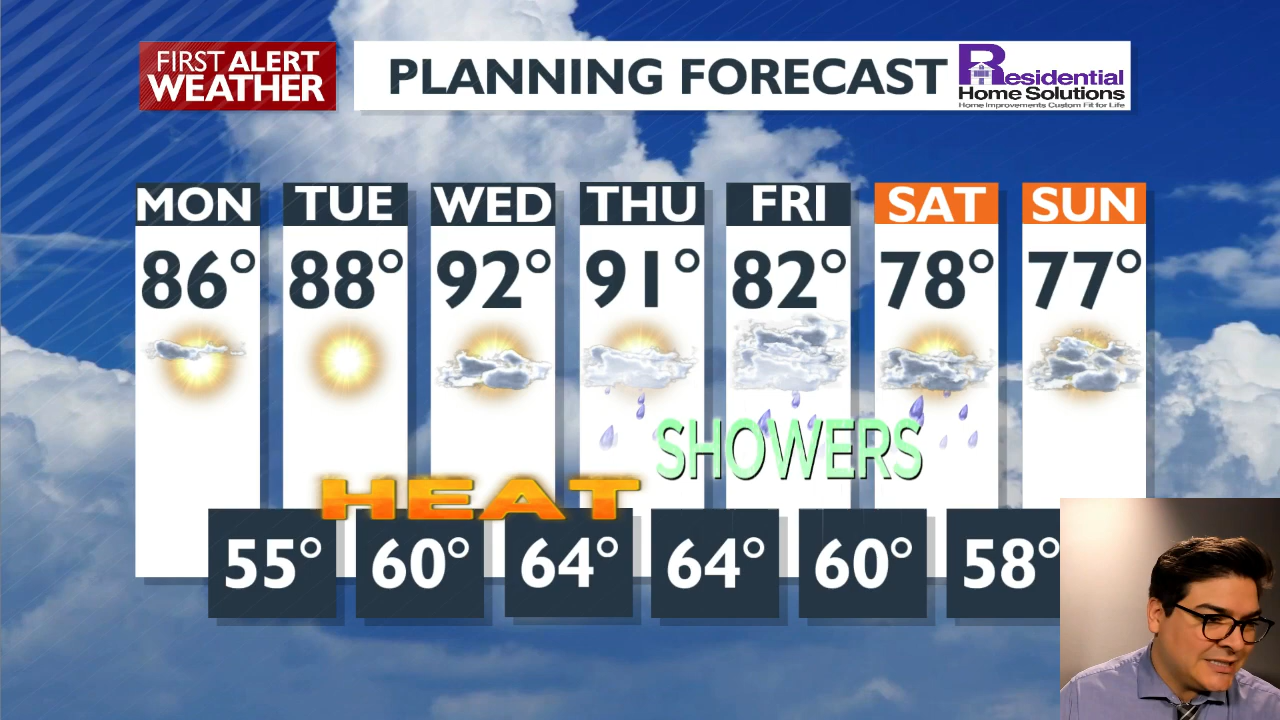 FIRST ALERT
WEATHER
PLANNING FORECAST
Residential
Home Solutions
Home Improvements Custom Fit for Life
MON TUE WED THU FRI SAT SUN
86° 88° 92° 91° 82° 78° 77°
SHOWERS
HEAT
55° 60° 64° 64° 60° 58°